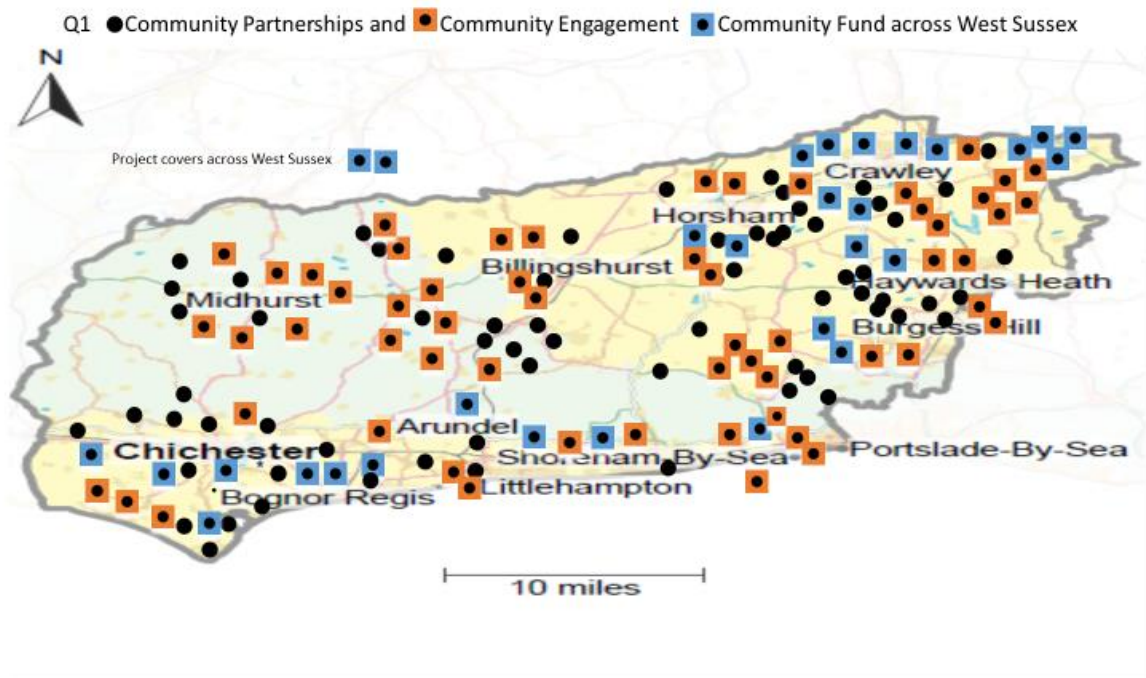 Q1 Community Partnerships and Community Engagement Community Fund across West Sussex
N
Project covers across West Sussex
Crawley
Horsham
Billingshurst
Haywards Heath
Midhurst
Burgess Hill
Arundel
Chichester
Shoreham-By-Sea
Portslade-By-Sea
Bognor Regis
Littlehampton
10 miles